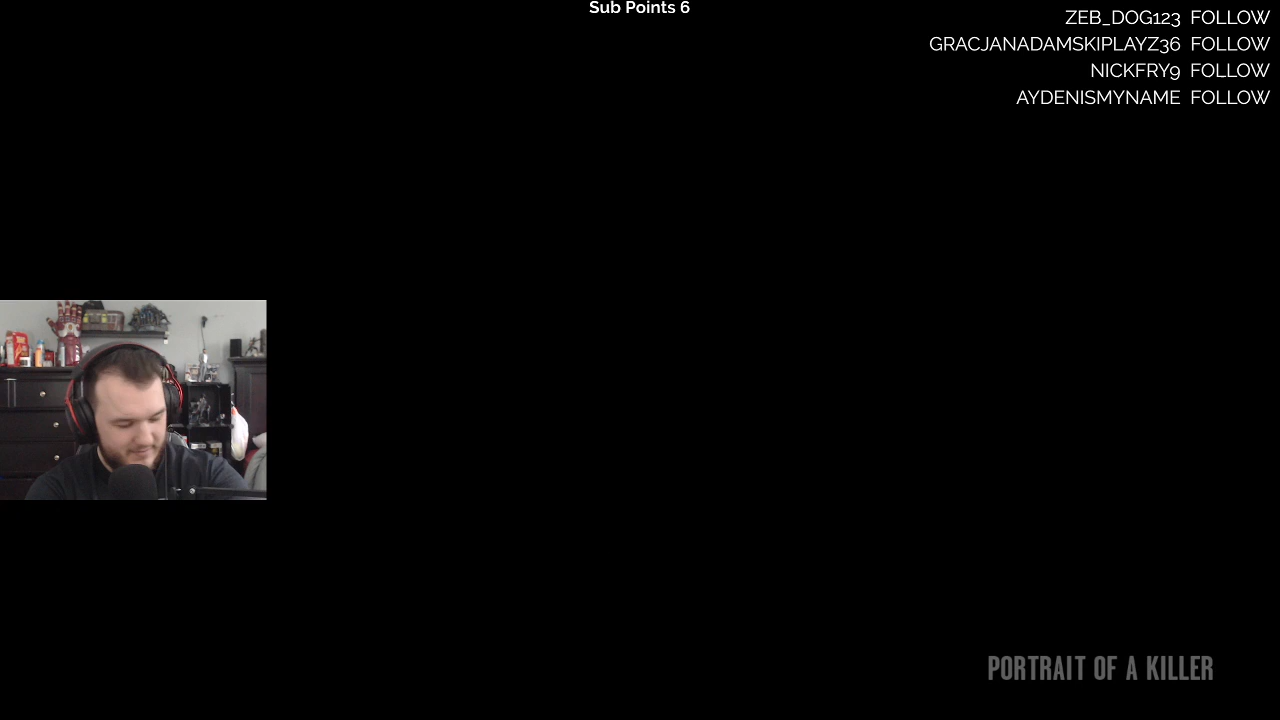 Sub Points 6
ZEB_DOG123 FOLLOW
GRACJANADAMSKIPLAYZ36 FOLLOW
NICKFRY9 FOLLOW
AYDENISMYNAME FOLLOW
PORTRAIT OF A KILLER